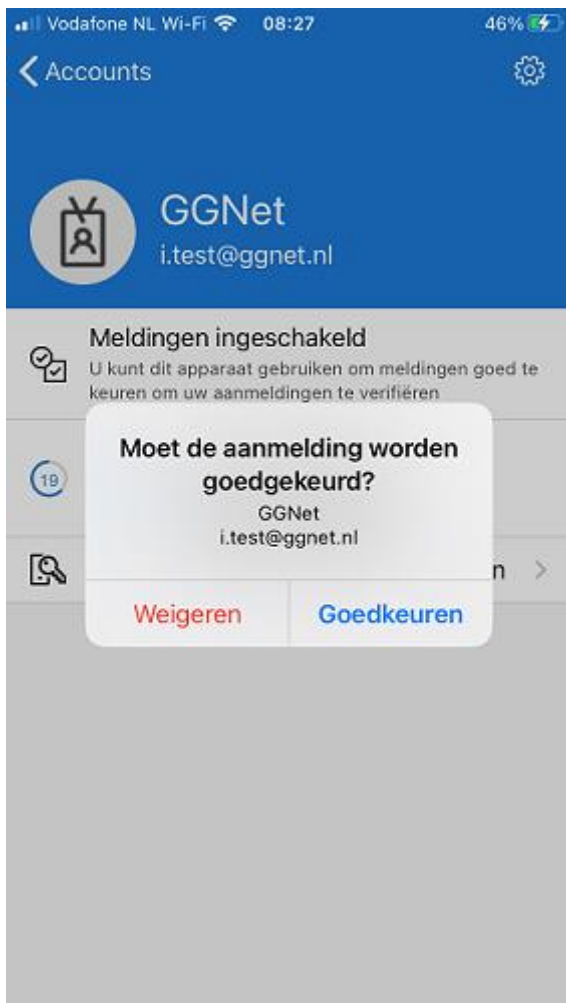 Vodafone NL Wi-Fi 08:27 46%
Accounts
GGNet
i.test@ggnet.nl
Meldingen ingeschakeld
U kunt dit apparaat gebruiken om meldingen goed te
keuren om uw aanmeldingen te verifiëren
Moet de aanmelding worden
goedgekeurd?
GGNet
i.test@ggnet.nl
19
n
Weigeren Goedkeuren